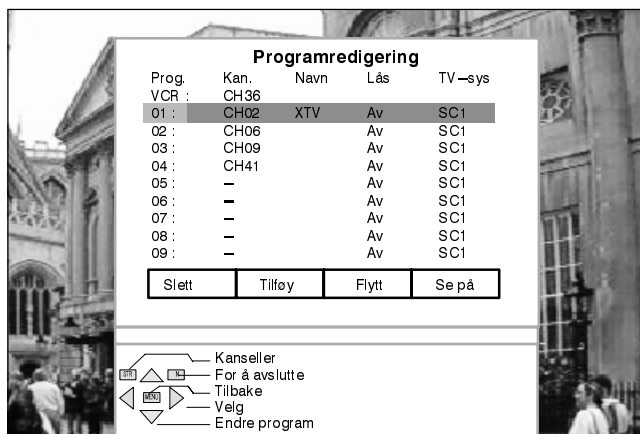 Programredigering
Prog. Kan. Navn Lås TV–sys
VCR : CH36
01 : CH02 XTV Av SC1
02 : CH06 Av SC1
03 : CH09 Av SC1
04 : CH41 Av SC1
05 : – Av SC1
06 : – Av SC1
07 : – Av SC1
08 : – Av SC1
09 : – Av SC1
Slett Tilføy Flytt Se på
Kanseller
STR N For å avslutte
MENU Tilbake
Velg
Endre program